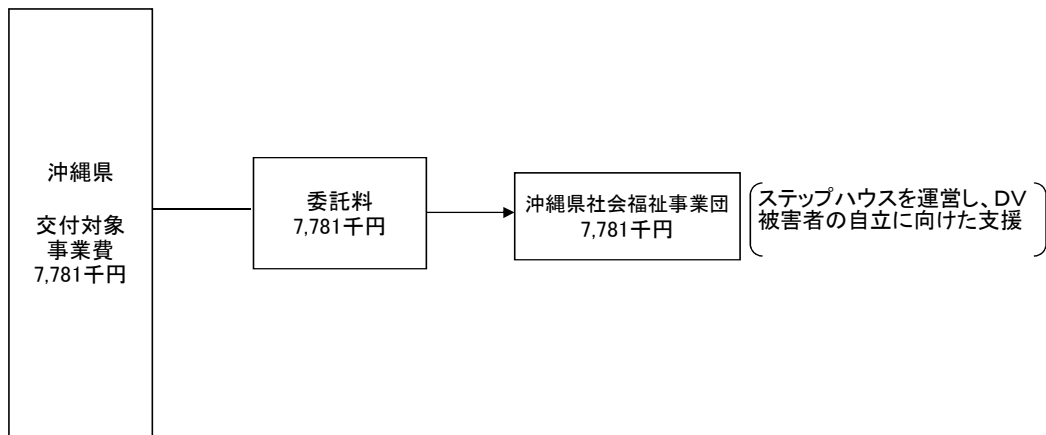 沖縄県
交付対象
事業費
7,781千円
委託料
7,781千円
沖縄県社会福祉事業団
7,781千円
ステップハウスを運営し、DV
被害者の自立に向けた支援